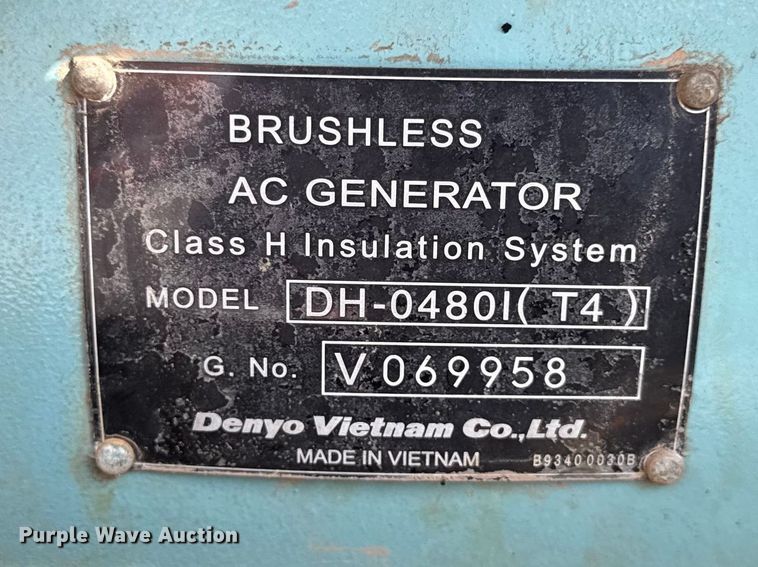 BRUSHLESS
AC GENERATOR
Class H Insulation System
MODEL DH-0480I( T4 )
G. No. V 069958
Denyo Vietnam Co.,Ltd.
MADE IN VIETNAM B93400030B
Purple Wave Auction